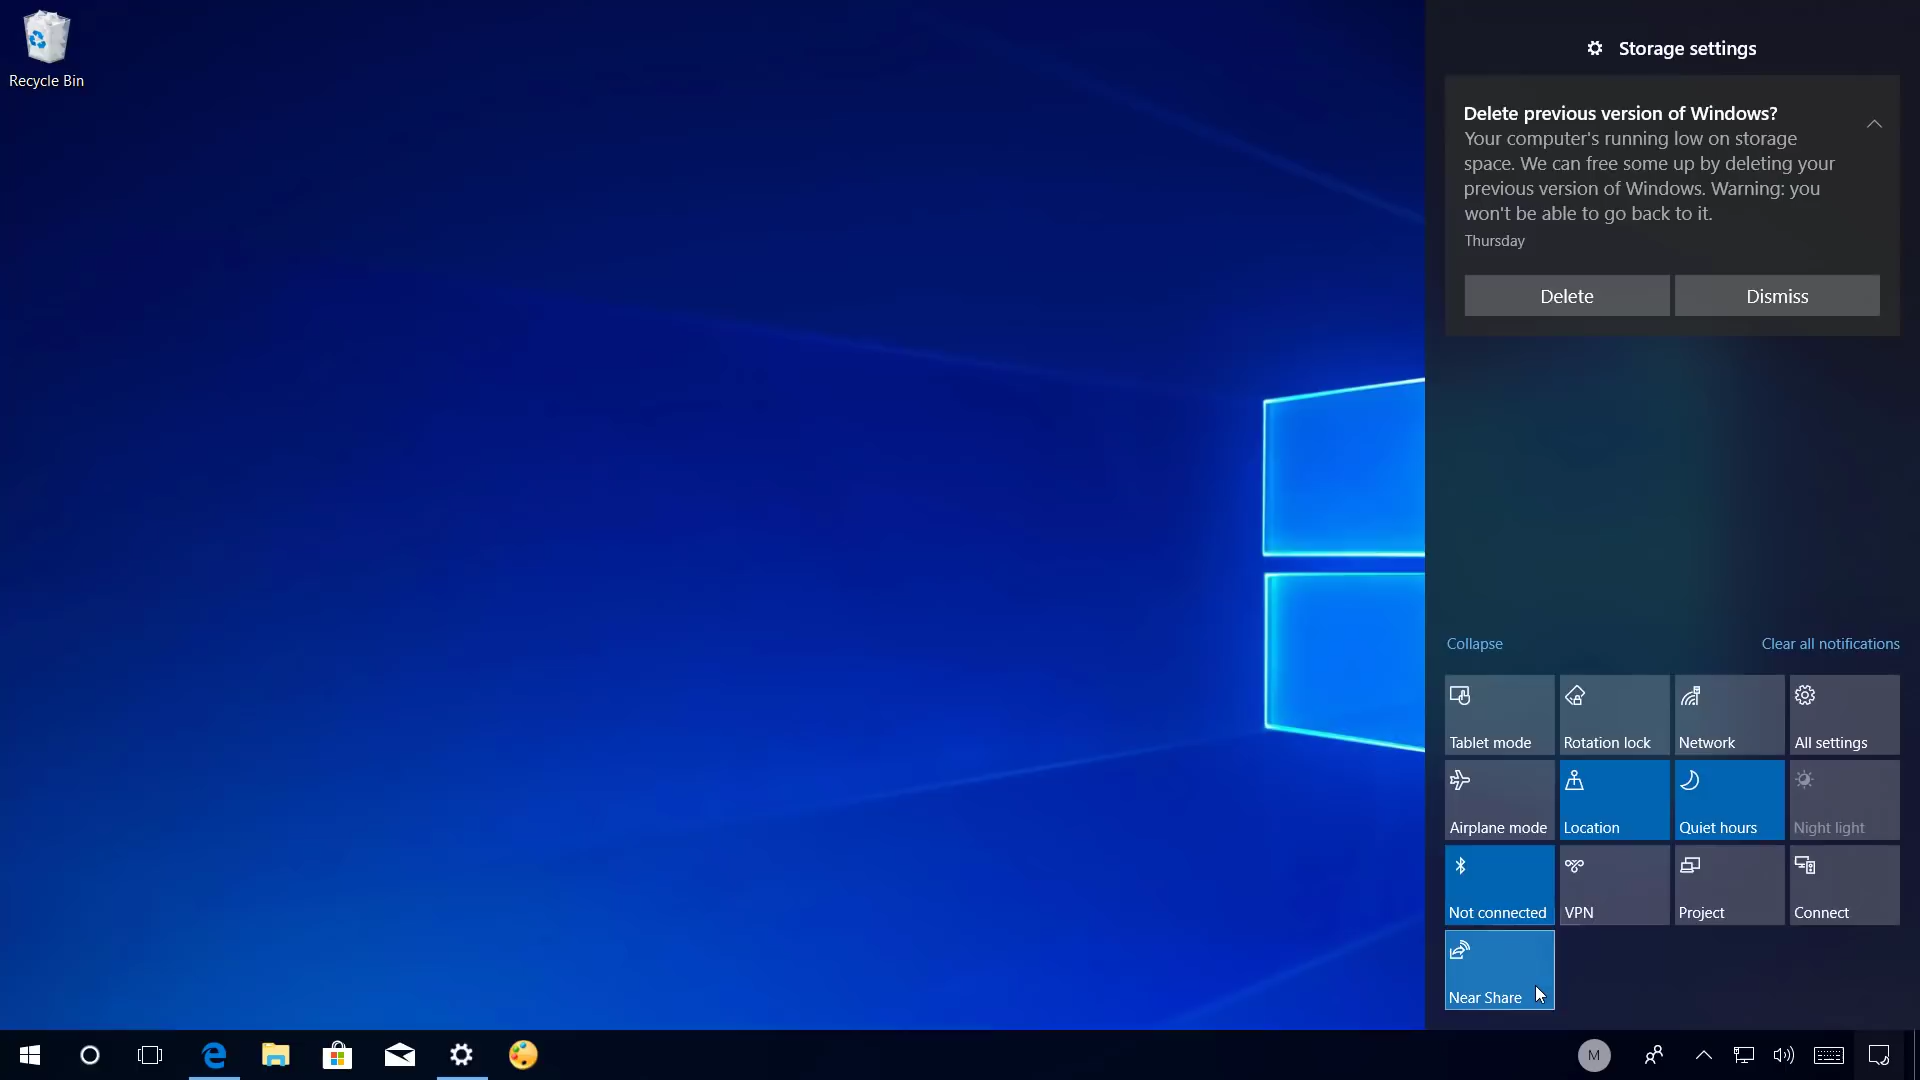 Recycle Bin
Storage settings
Delete previous version of Windows?
Your computer's running low on storage
space. We can free some up by deleting your
previous version of Windows. Warning: you
won't be able to go back to it.
Thursday
Delete Dismiss
Collapse Clear all notifications
Tablet mode Rotation lock Network All settings
Airplane mode Location Quiet hours Night light
Not connected VPN Project Connect
Near Share
M